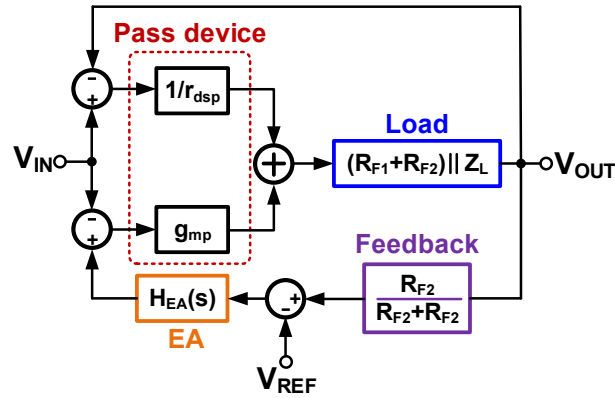 Pass device
-
+
1/rdsp
Load
VIN
+
(RF1+RF2)|| ZL
VOUT
-
+
gmp
Feedback
HEA(s)
+
-
RF2
RF2+RF2
EA
VREF